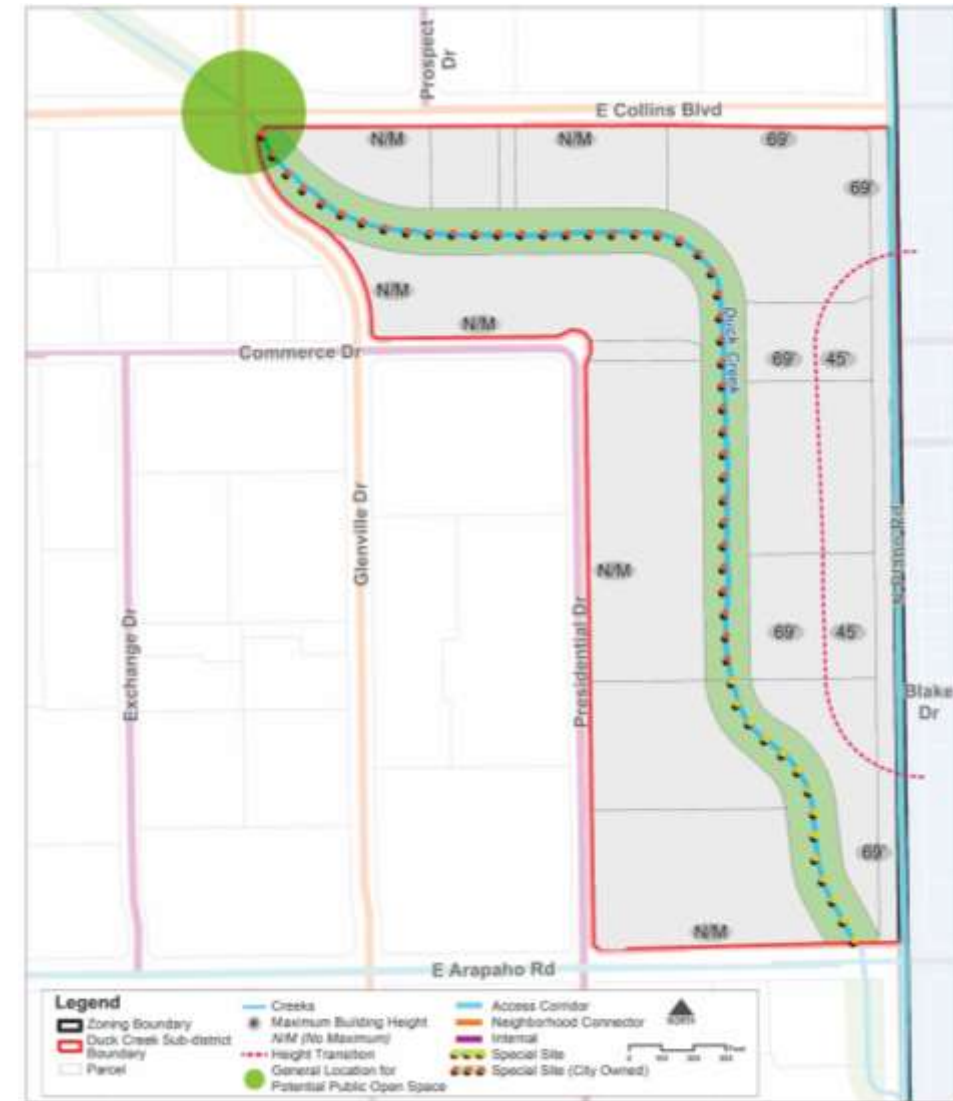 Prospect
Dr
E Collins Blvd
N/M
N/M
69'
69'
N/M
N/M
Commerce Dr
Duck Creek
69'
45'
Glenville Dr
N/M
Exchange Dr
Presidential Dr
69'
45'
Blake
Dr
69'
N/M
E Arapaho Rd
Legend
Zoning Boundary
Duck Creek Sub-district
Boundary
Parcel
Creeks
Maximum Building Height
N/M (No Maximum)
Height Transition
General Location for
Potential Public Open Space
Access Corridor
Neighborhood Connector
Internal
Special Site
Special Site (City Owned)
NORTH
0
Feet